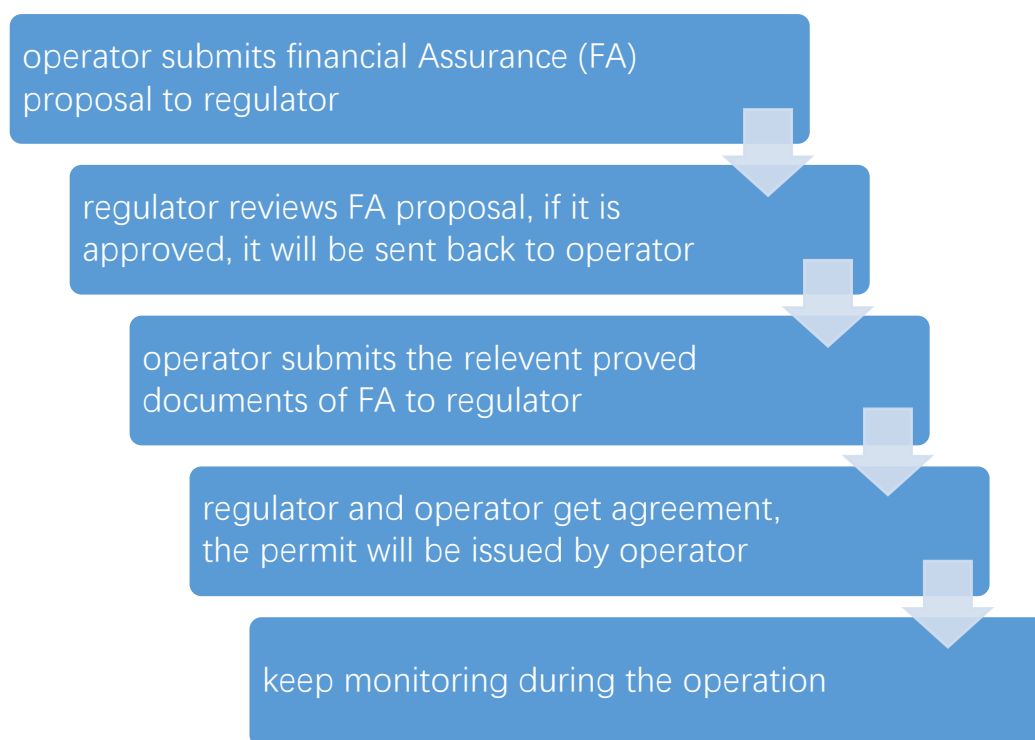 operator submits financial Assurance (FA)
proposal to regulator
regulator reviews FA proposal, if it is
approved, it will be sent back to operator
operator submits the relevent proved
documents of FA to regulator
regulator and operator get agreement,
the permit will be issued by operator
keep monitoring during the operation